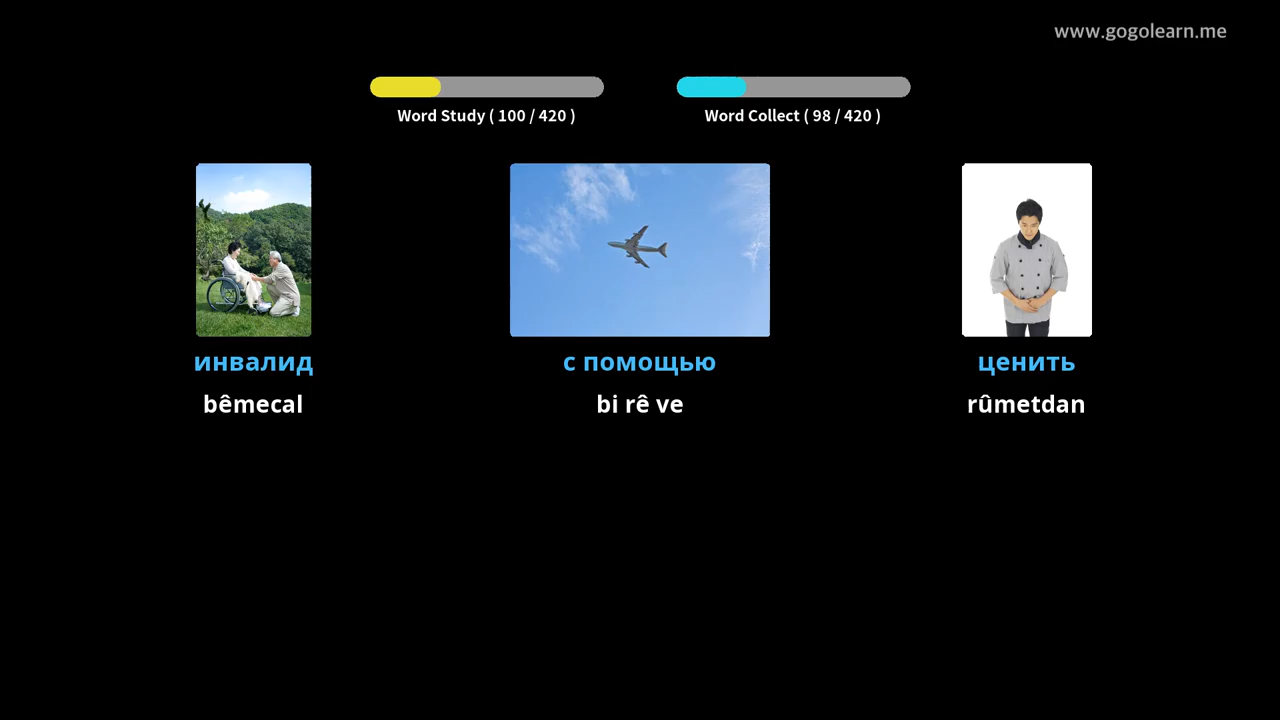 www.gogolearn.me
Word Study ( 100 / 420 )
Word Collect ( 98 / 420 )
инвалид
с помощью
ценить
bêmecal
bi rê ve
rûmetdan